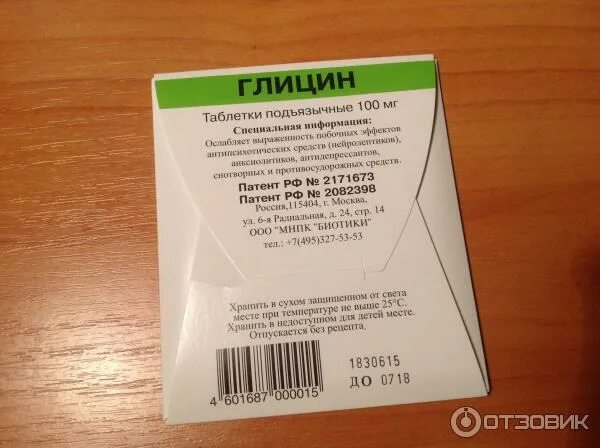 ГЛИЦИН
Таблетки подъязычные 100 мг
Специальная информация:
Ослабляет выраженность побочных эффектов
антипсихотических средств (нейролептиков),
анксиолитиков, антидепрессантов,
снотворных и противосудорожных средств.
Патент РФ № 2171673
Патент РФ № 2082398
Россия,115404, г. Москва,
ул. 6-я Радиальная, д. 24, стр. 14
ООО "МНПК "БИОТИКИ"
тел.: +7(495)327-53-53
Хранить в сухом защищенном от света
месте при температуре не выше 25°С.
Хранить в недоступном для детей месте.
Отпускается без рецепта.
1830615
ДО 0718
4 601687 000015
ОТЗОВИК